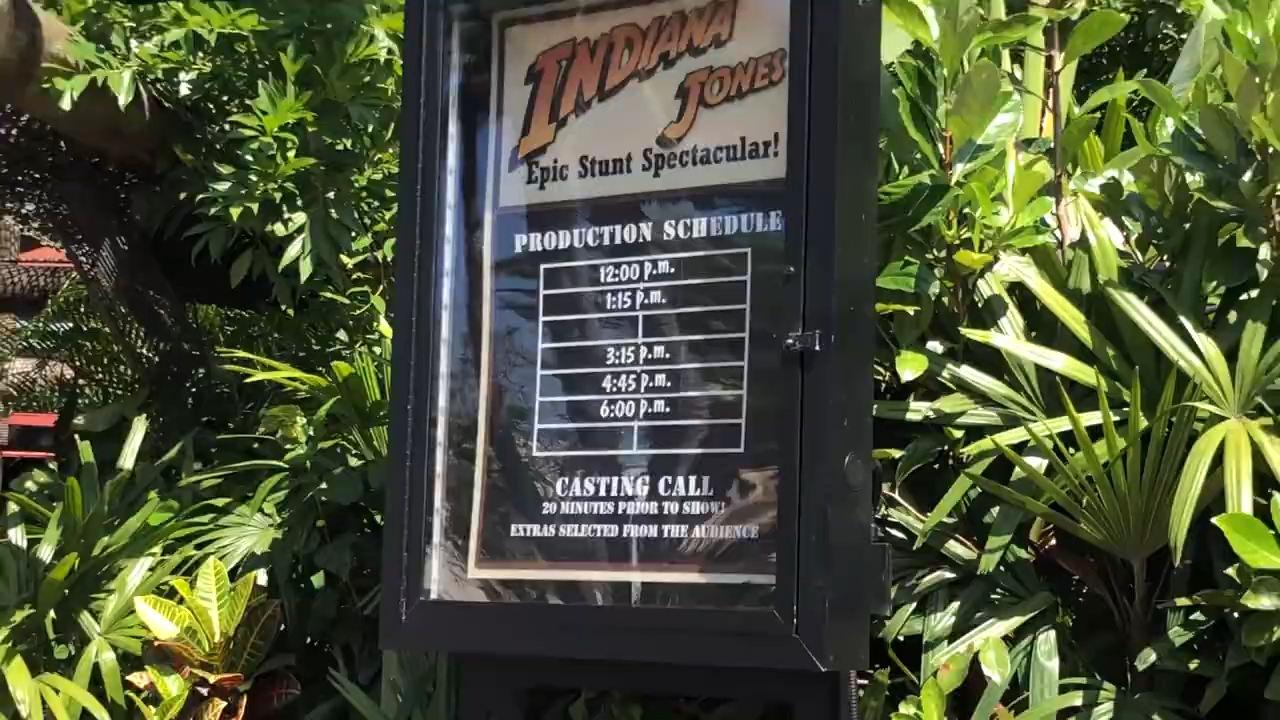 INDIANA
JONES
Epic Stunt Spectacular!
PRODUCTION SCHEDULE
12:00 p.m.
1:15 p.m.
3:15 p.m.
4:45 p.m.
6:00 p.m.
CASTING CALL
20 MINUTES PRIOR TO SHOW!
EXTRAS SELECTED FROM THE AUDIENCE